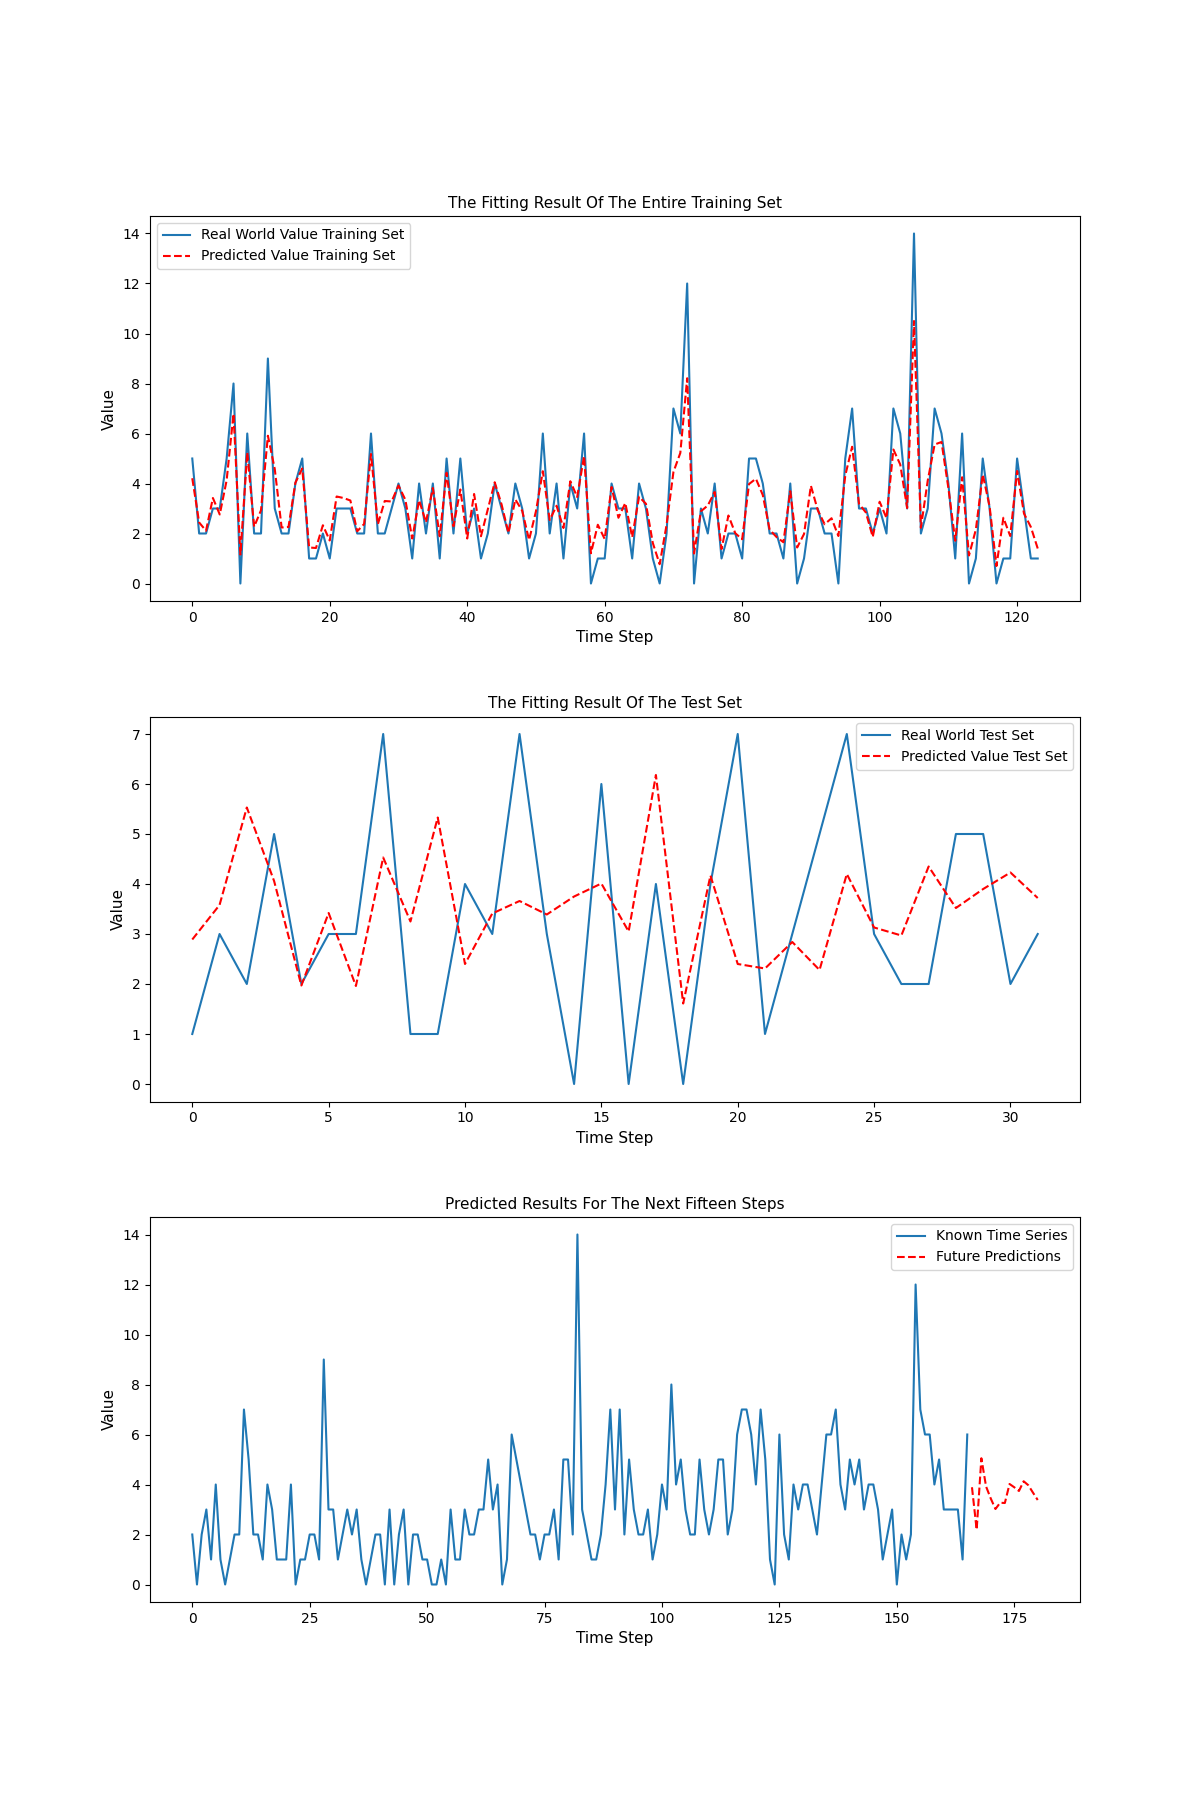 The Fitting Result Of The Entire Training Set
Real World Value Training Set
Predicted Value Training Set
Value
14
12
10
8
6
4
2
0
0 20 40 60 80 100 120
Time Step
The Fitting Result Of The Test Set
Real World Test Set
Predicted Value Test Set
Value
7
6
5
4
3
2
1
0
0 5 10 15 20 25 30
Time Step
Predicted Results For The Next Fifteen Steps
Known Time Series
Future Predictions
Value
14
12
10
8
6
4
2
0
0 25 50 75 100 125 150 175
Time Step